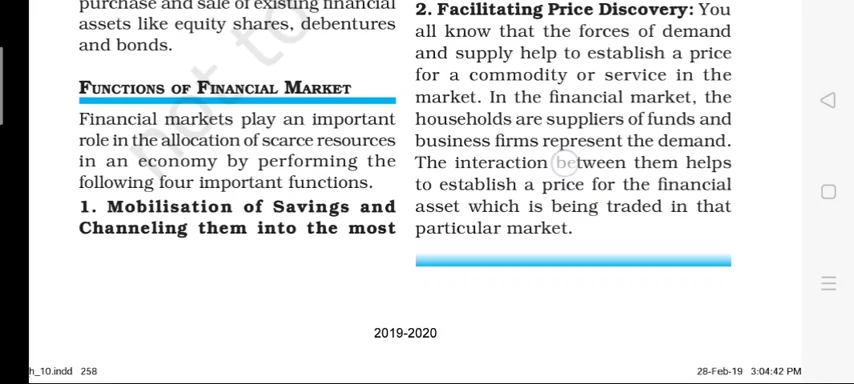 purchase and sale of existing financial
assets like equity shares, debentures
and bonds.
FUNCTIONS OF FINANCIAL MARKET
Financial markets play an important
role in the allocation of scarce resources
in an economy by performing the
following four important functions.
1. Mobilisation of Savings and
Channeling them into the most
2. Facilitating Price Discovery: You
all know that the forces of demand
and supply help to establish a price
for a commodity or service in the
market. In the financial market, the
households are suppliers of funds and
business firms represent the demand.
The interaction between them helps
to establish a price for the financial
asset which is being traded in that
particular market.
not to
2019-2020
h_10.indd 258
28-Feb-19 3:04:42 PM